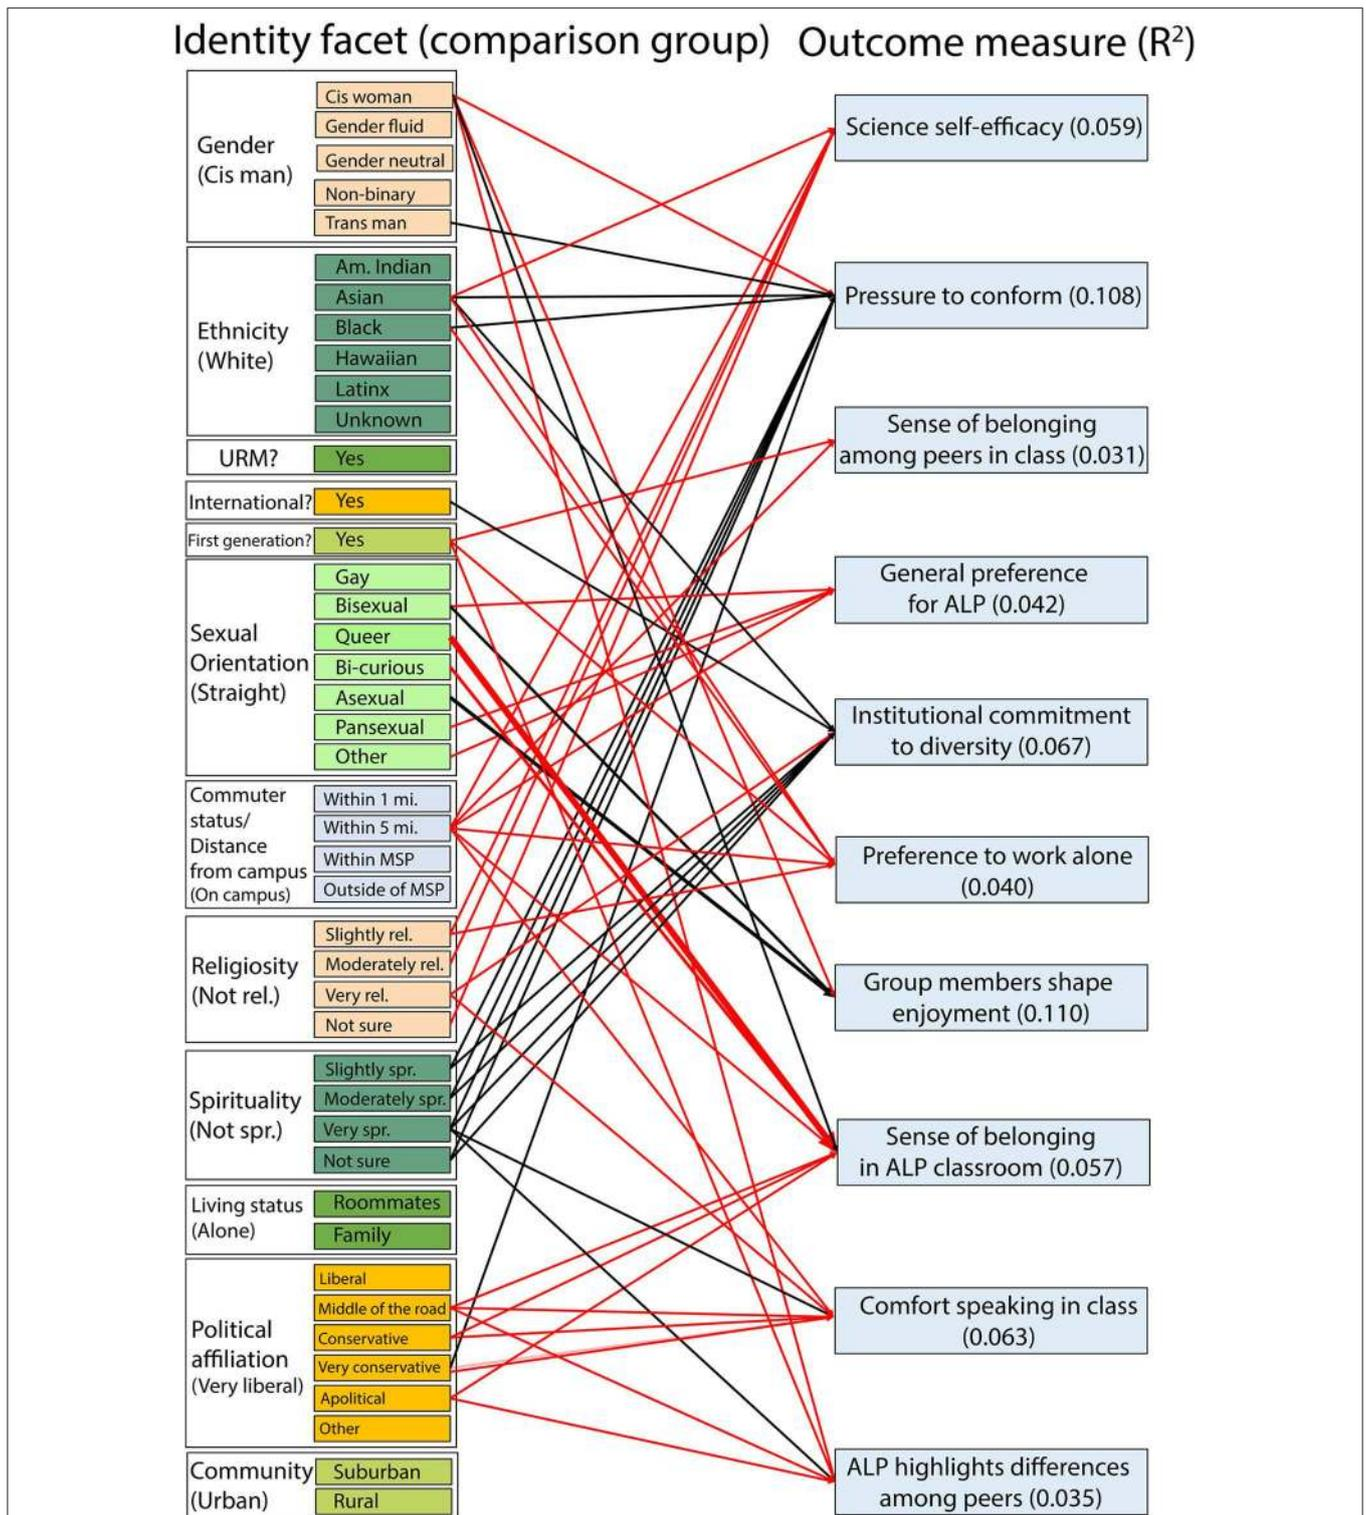 Identity facet (comparison group) Outcome measure (R²)
Gender
(Cis man)
Cis woman
Gender fluid
Gender neutral
Non-binary
Trans man
Ethnicity
(White)
Am. Indian
Asian
Black
Hawaiian
Latinx
Unknown
URM?
Yes
International?
Yes
First generation?
Yes
Sexual
Orientation
(Straight)
Gay
Bisexual
Queer
Bi-curious
Asexual
Pansexual
Other
Commuter
status/
Distance
from campus
(On campus)
Within 1 mi.
Within 5 mi.
Within MSP
Outside of MSP
Religiosity
(Not rel.)
Slightly rel.
Moderately rel.
Very rel.
Not sure
Spirituality
(Not spr.)
Slightly spr.
Moderately spr.
Very spr.
Not sure
Living status
(Alone)
Roommates
Family
Political
affiliation
(Very liberal)
Liberal
Middle of the road
Conservative
Very conservative
Apolitical
Other
Community
(Urban)
Suburban
Rural
Science self-efficacy (0.059)
Pressure to conform (0.108)
Sense of belonging
among peers in class (0.031)
General preference
for ALP (0.042)
Institutional commitment
to diversity (0.067)
Preference to work alone
(0.040)
Group members shape
enjoyment (0.110)
Sense of belonging
in ALP classroom (0.057)
Comfort speaking in class
(0.063)
ALP highlights differences
among peers (0.035)